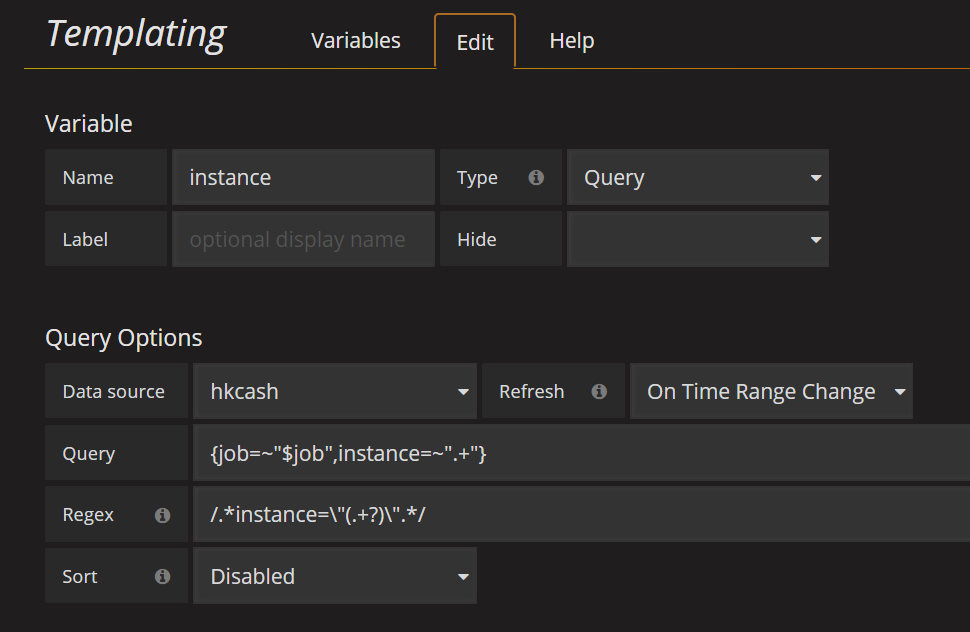 Templating Variables Edit Help
Variable
Name instance Type Query
Label optional display name Hide
Query Options
Data source hkcash Refresh On Time Range Change
Query {job=~"$job",instance=~".+"}
Regex /.*instance=\"(.+?)\".*/
Sort Disabled